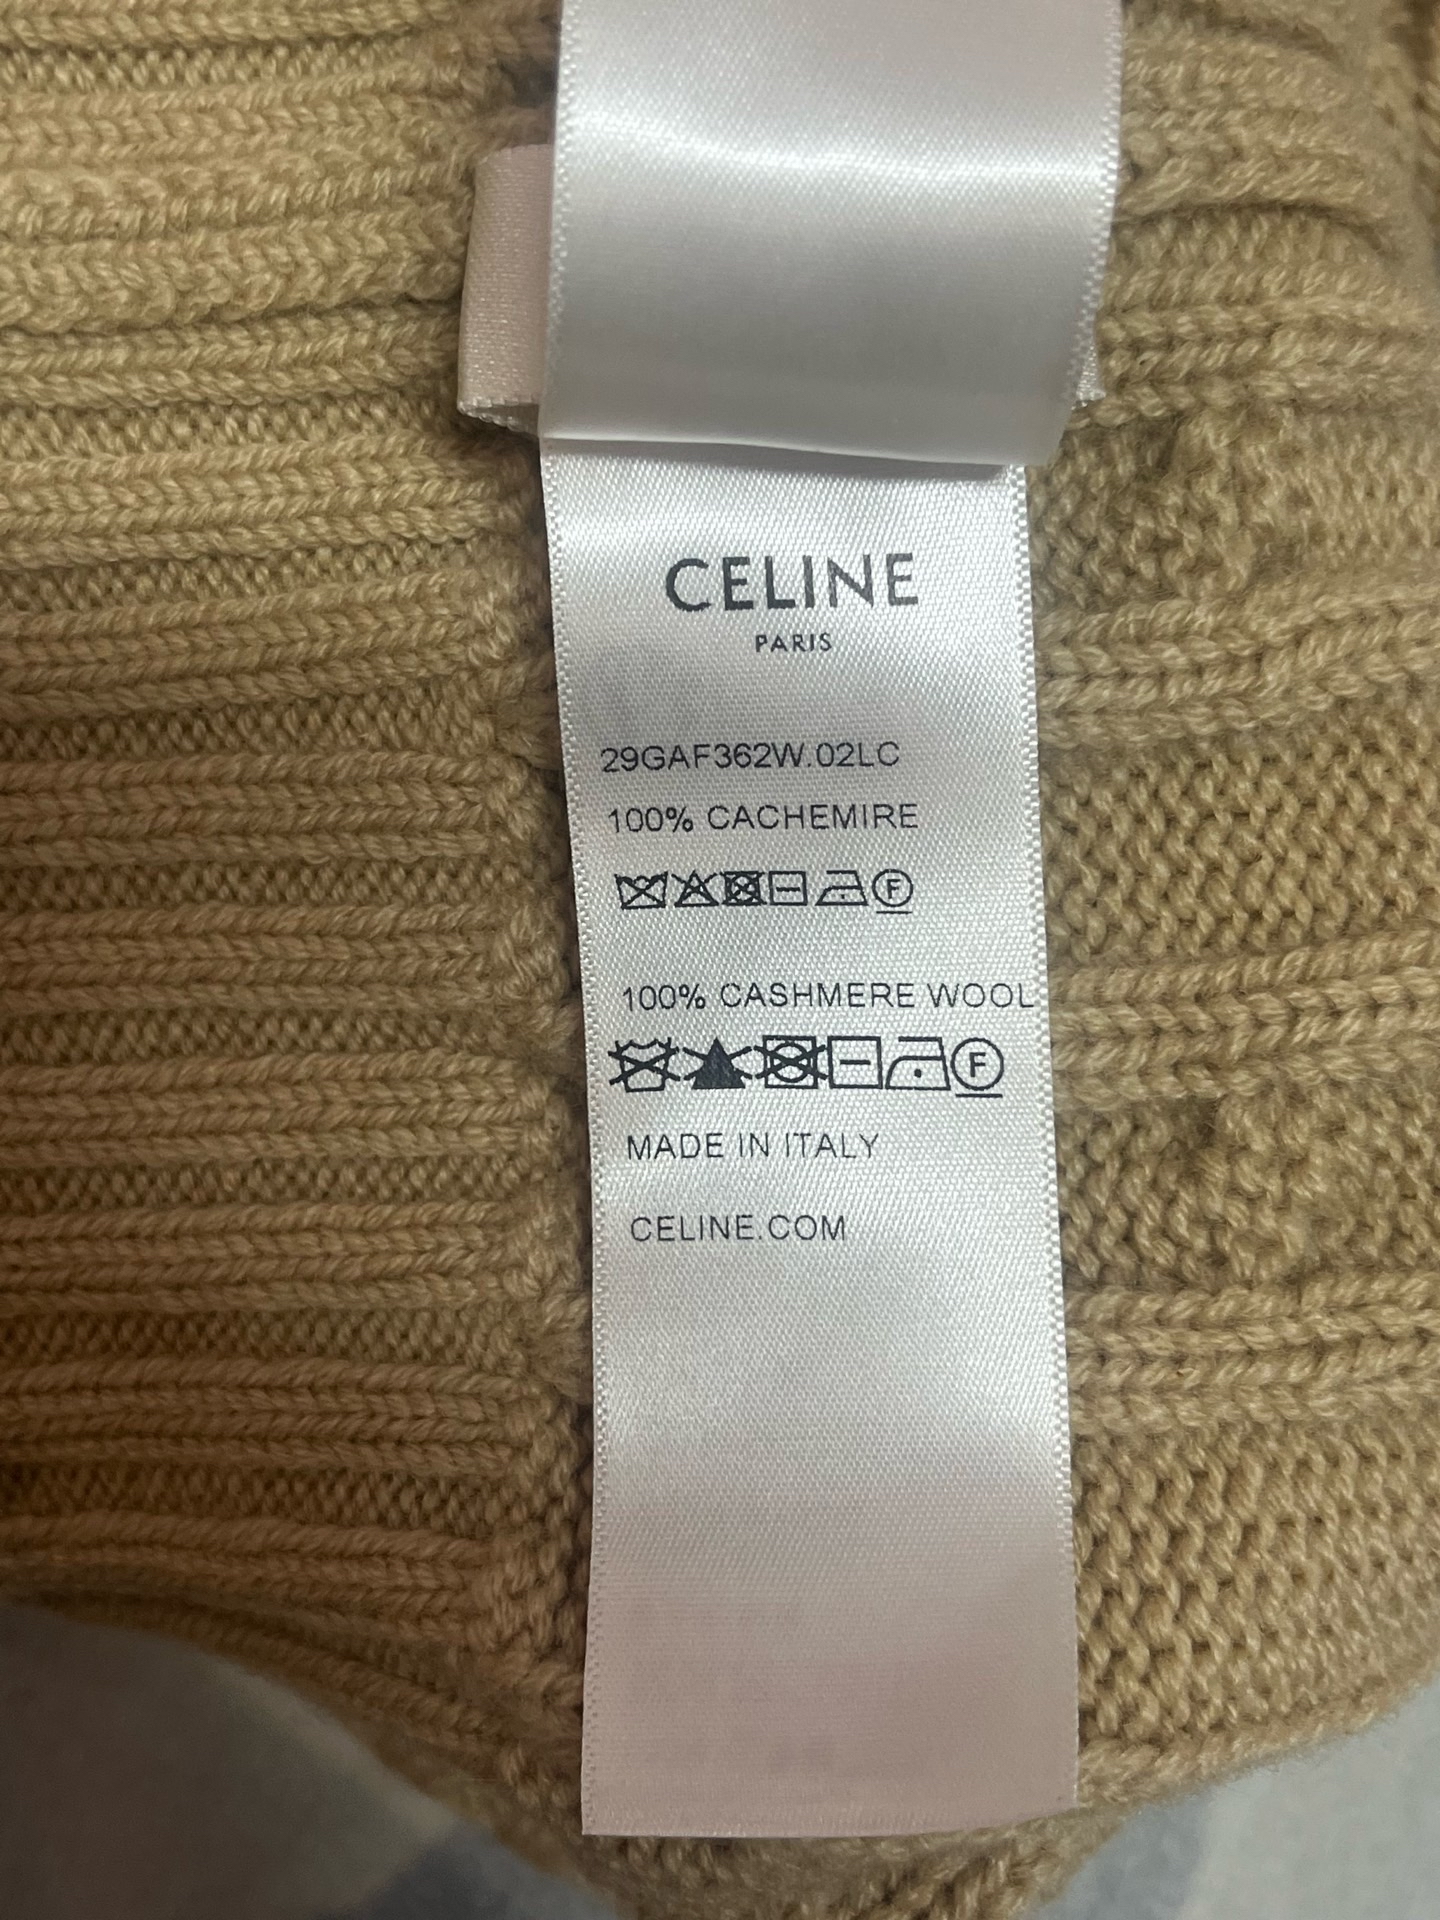 CELINE
PARIS
29GAF362W.02LC
100% CACHEMIRE
F
100% CASHMERE WOOL
F
MADE IN ITALY
CELINE.COM